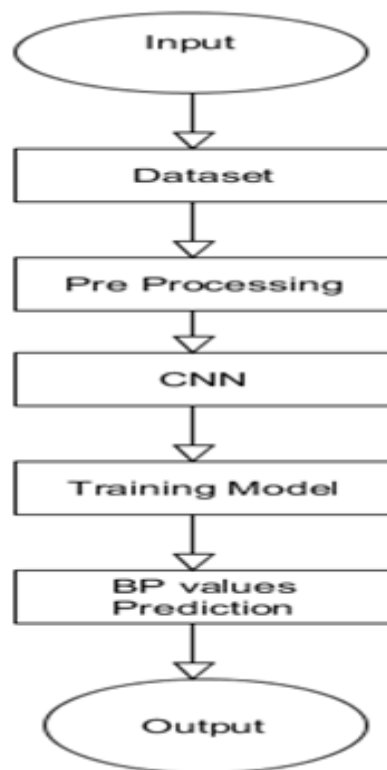 Input
Dataset
Pre Processing
CNN
Training Model
BP values
Prediction
Output